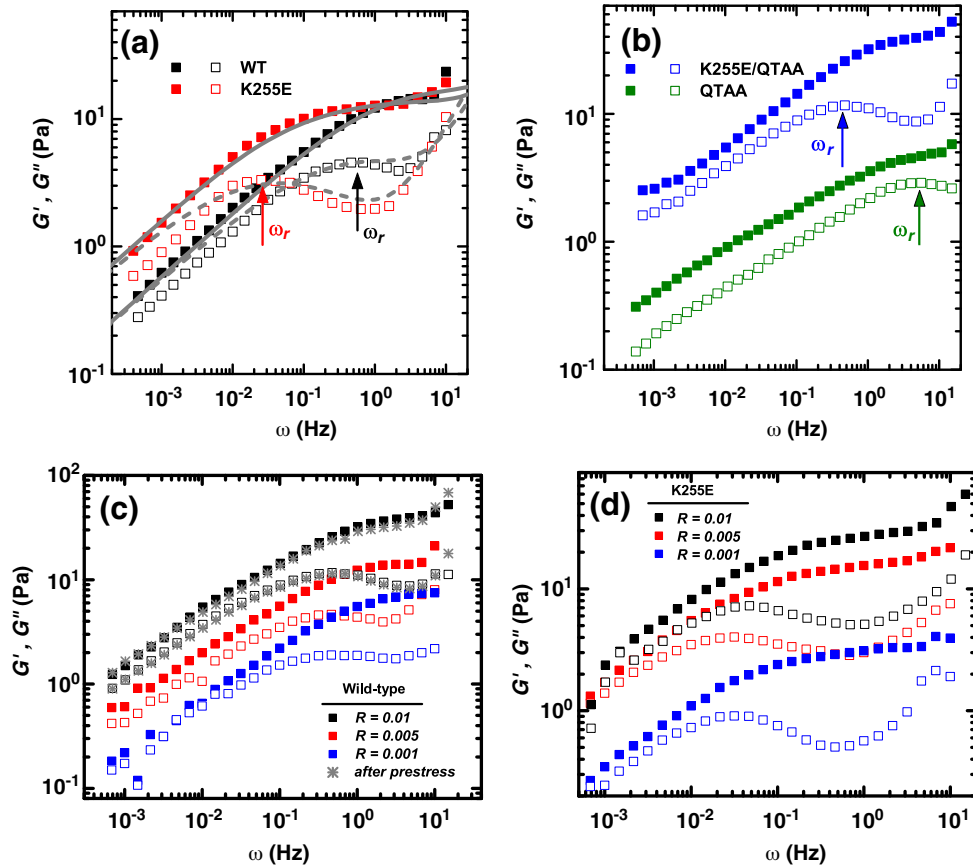 (a)
WT
K255E
ω_r
ω_r
10^1
10^0
10^-1
G', G" (Pa)
10^-3 10^-2 10^-1 10^0 10^1
ω (Hz)
(b)
K255E/QTAA
QTAA
ω_r
ω_r
10^1
10^0
10^-1
G', G" (Pa)
10^-3 10^-2 10^-1 10^0 10^1
ω (Hz)
(c)
10^2
10^1
10^0
10^-1
G', G" (Pa)
Wild-type
R = 0.01
R = 0.005
R = 0.001
after prestress
10^-3 10^-2 10^-1 10^0 10^1
ω (Hz)
(d)
K255E
R = 0.01
R = 0.005
R = 0.001
10^1
10^0
G', G" (Pa)
10^-3 10^-2 10^-1 10^0 10^1
ω (Hz)